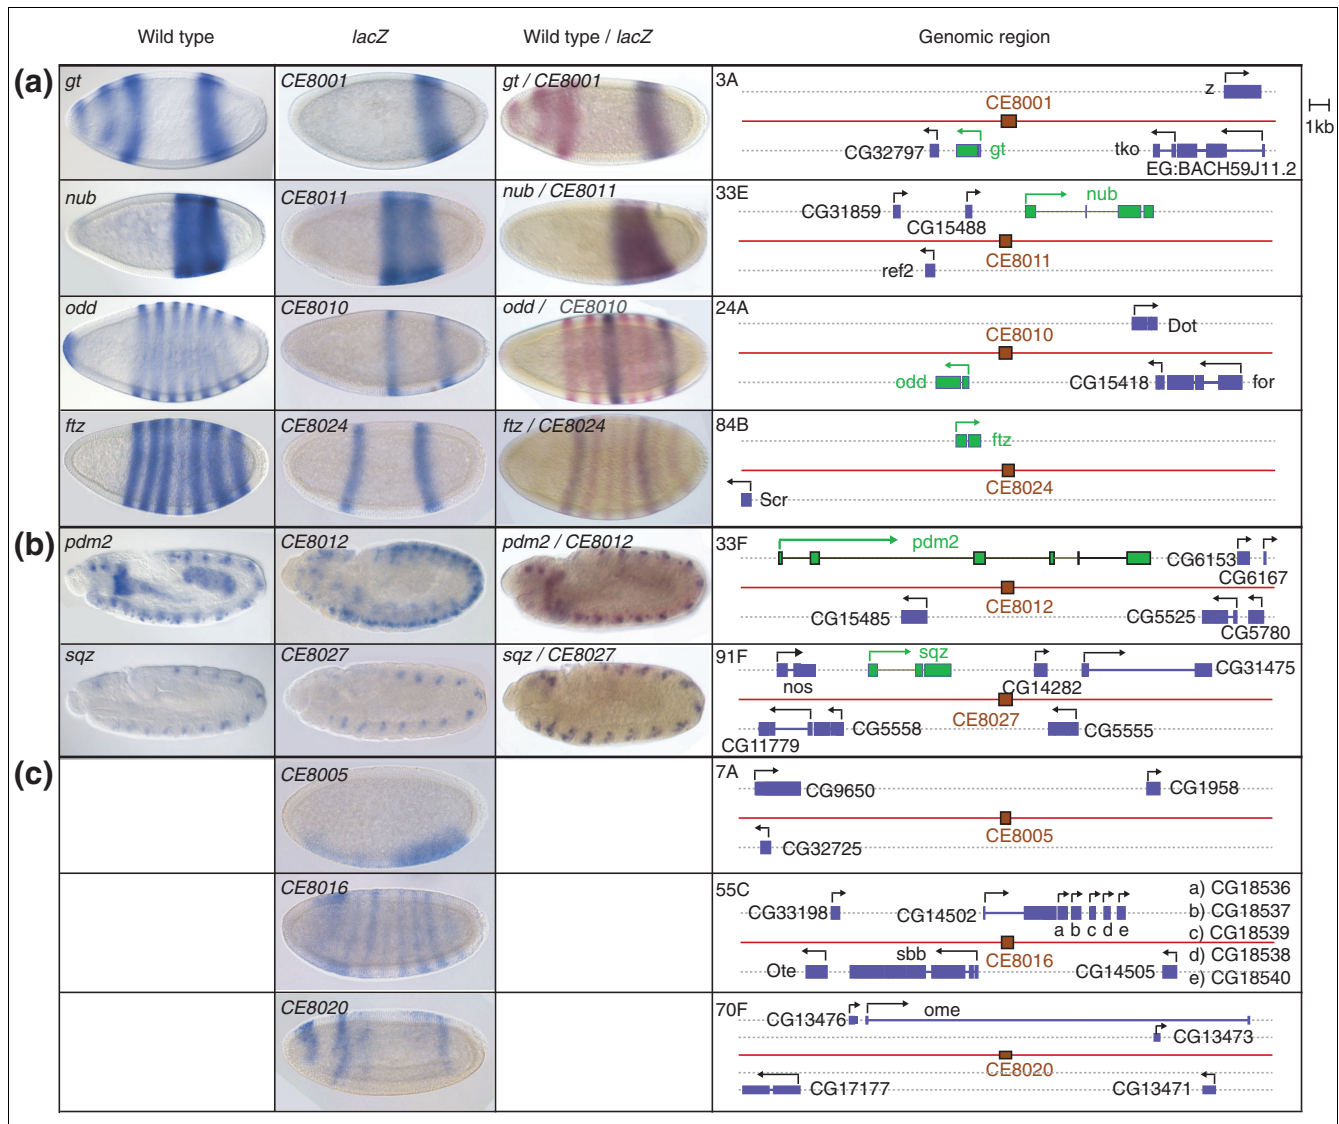 Wild type
lacZ
Wild type / lacZ
Genomic region
(a)
gt
CE8001
gt / CE8001
3A
z
CE8001
1kb
CG32797
gt
tko
EG:BACH59J11.2
nub
CE8011
nub / CE8011
33E
CG31859
CG15488
nub
ref2
CE8011
odd
CE8010
odd / CE8010
24A
Dot
CE8010
odd
CG15418
for
ftz
CE8024
ftz / CE8024
84B
ftz
CE8024
Scr
(b)
pdm2
CE8012
pdm2 / CE8012
33F
pdm2
CG6153
CG6167
CE8012
CG15485
CG5525
CG5780
sqz
CE8027
sqz / CE8027
91F
nos
sqz
CG14282
CG31475
CE8027
CG11779
CG5558
CG5555
(c)
CE8005
7A
CG9650
CG1958
CE8005
CG32725
CE8016
55C
CG33198
CG14502
a b c d e
a) CG18536
b) CG18537
c) CG18539
d) CG18538
e) CG18540
CE8016
Ote
sbb
CG14505
CE8020
70F
CG13476
ome
CG13473
CE8020
CG17177
CG13471